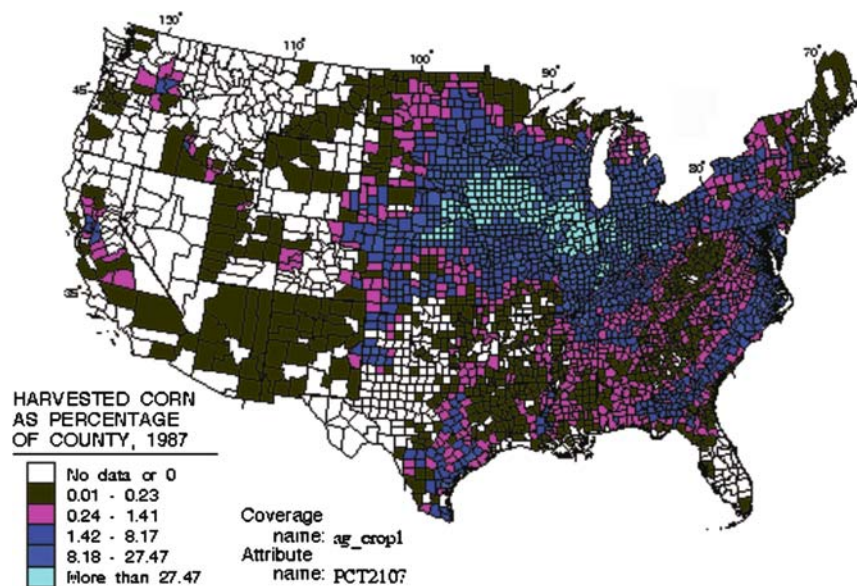 120°
110°
100°
90°
70°
45°
80°
35°
HARVESTED CORN
AS PERCENTAGE
OF COUNTY, 1987
No data or 0
0.01 - 0.23
0.24 - 1.41
1.42 - 8.17
8.18 - 27.47
More than 27.47
Coverage
name: ag_crop1
Attribute
name: PCT2107